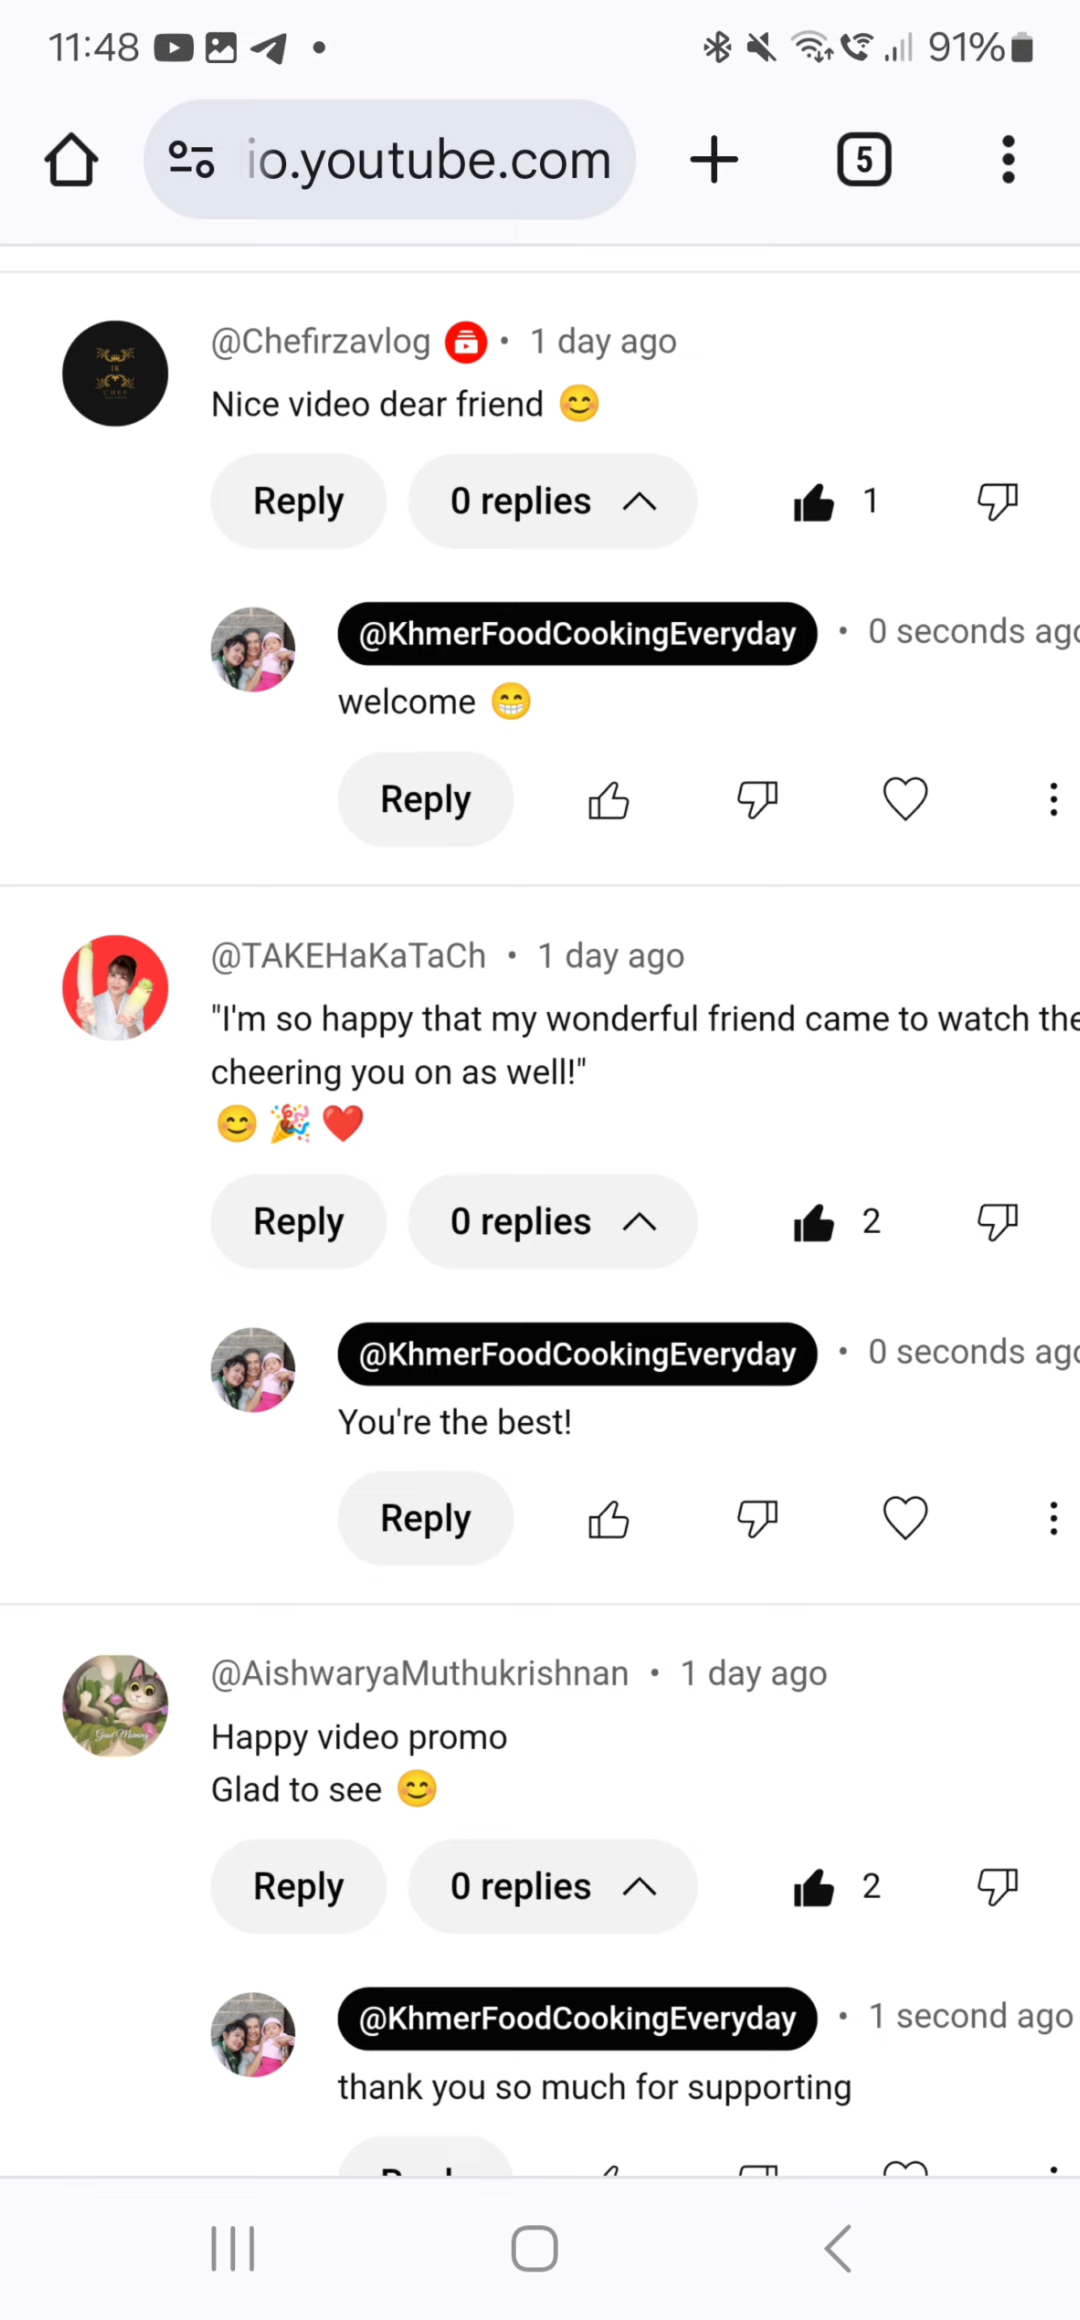 11:48
91%
io.youtube.com
5
@Chefirzavlog • 1 day ago
Nice video dear friend 😊
Reply
0 replies
1
@KhmerFoodCookingEveryday • 0 seconds ago
welcome 😁
Reply
@TAKEHaKaTaCh • 1 day ago
"I'm so happy that my wonderful friend came to watch the
cheering you on as well!"
😊 🎉 ❤️
Reply
0 replies
2
@KhmerFoodCookingEveryday • 0 seconds ago
You're the best!
Reply
@AishwaryaMuthukrishnan • 1 day ago
Happy video promo
Glad to see 😊
Reply
0 replies
2
@KhmerFoodCookingEveryday • 1 second ago
thank you so much for supporting